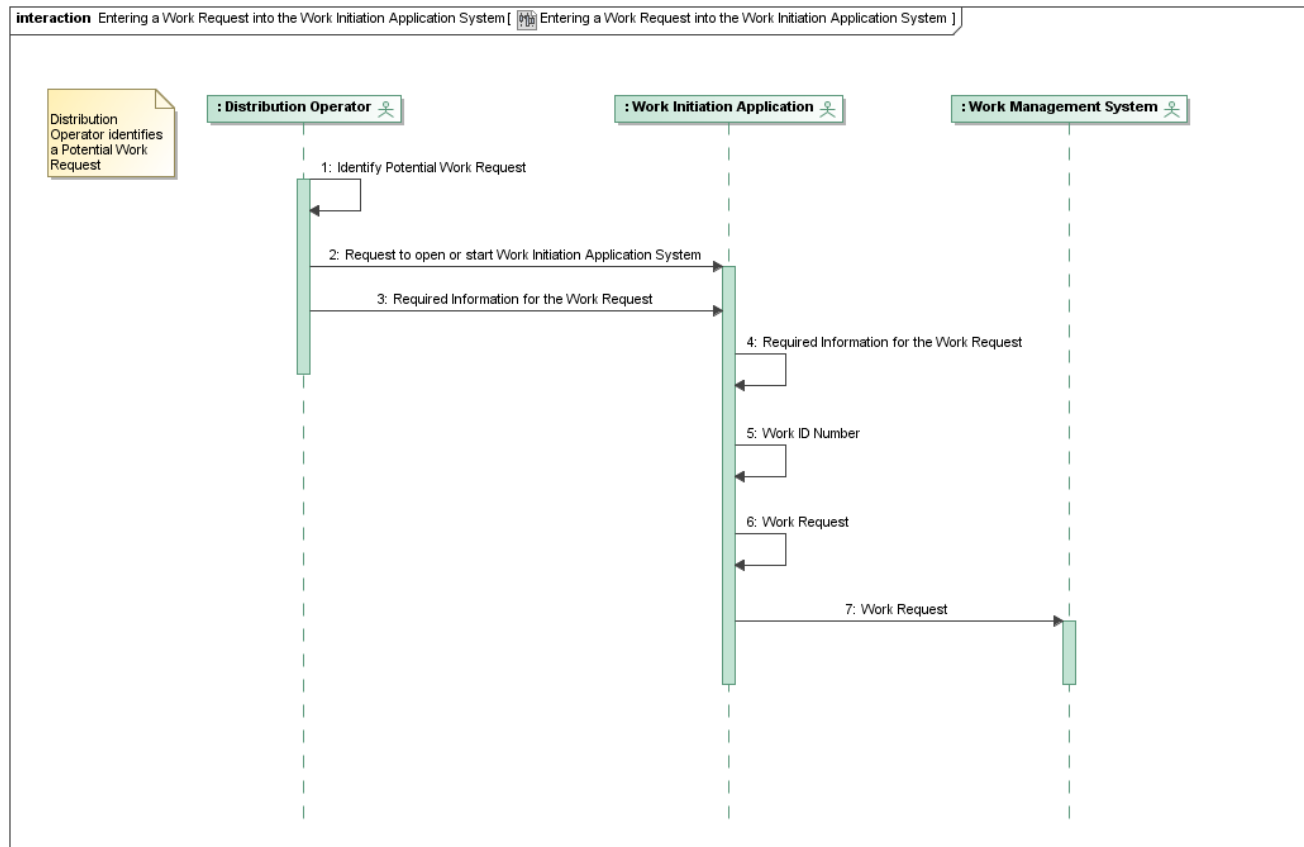 interaction Entering a Work Request into the Work Initiation Application System [ Entering a Work Request into the Work Initiation Application System ]
Distribution
Operator identifies
a Potential Work
Request
: Distribution Operator
: Work Initiation Application
: Work Management System
1: Identify Potential Work Request
2: Request to open or start Work Initiation Application System
3: Required Information for the Work Request
4: Required Information for the Work Request
5: Work ID Number
6: Work Request
7: Work Request